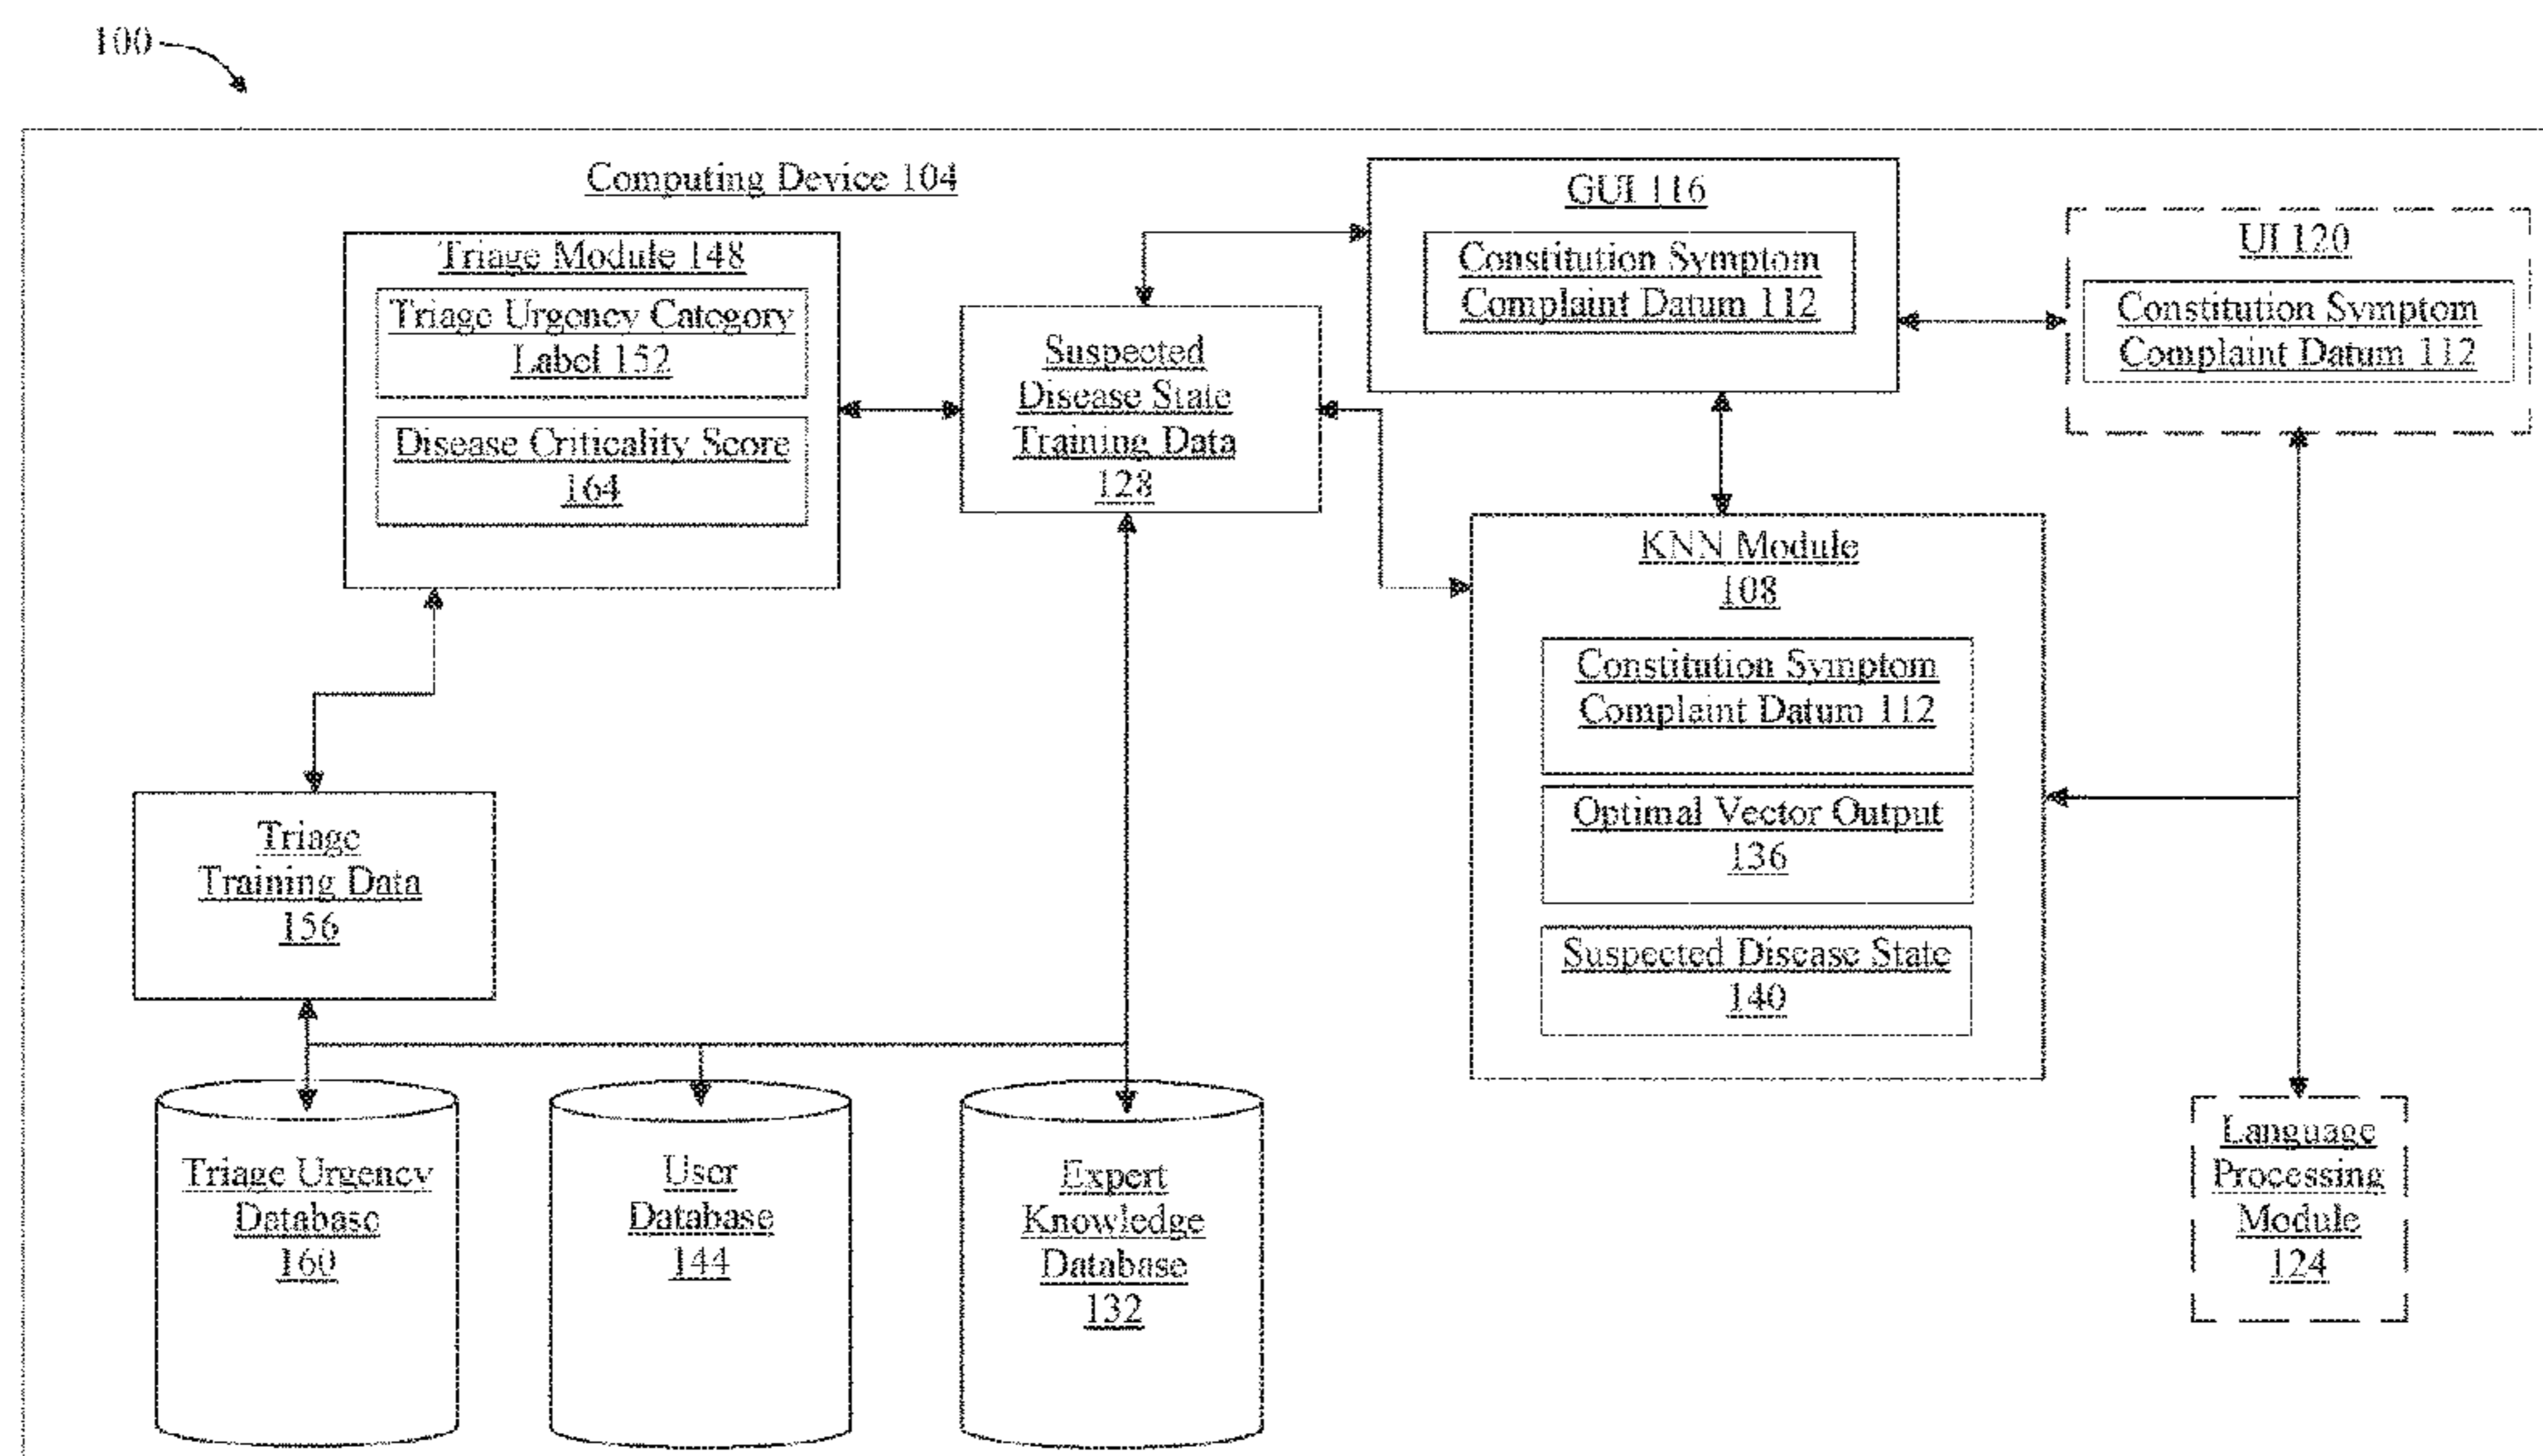 100
Computing Device 104
Triage Module 148
Triage Urgency Category
Label 152
Disease Criticality Score
164
Suspected
Disease State
Training Data
128
GUI 116
Constitution Symptom
Complaint Datum 112
UI 120
Constitution Symptom
Complaint Datum 112
KNN Module
108
Constitution Symptom
Complaint Datum 112
Optimal Vector Output
136
Suspected Disease State
140
Triage
Training Data
156
Triage Urgency
Database
160
User
Database
144
Expert
Knowledge
Database
132
Language
Processing
Module
124